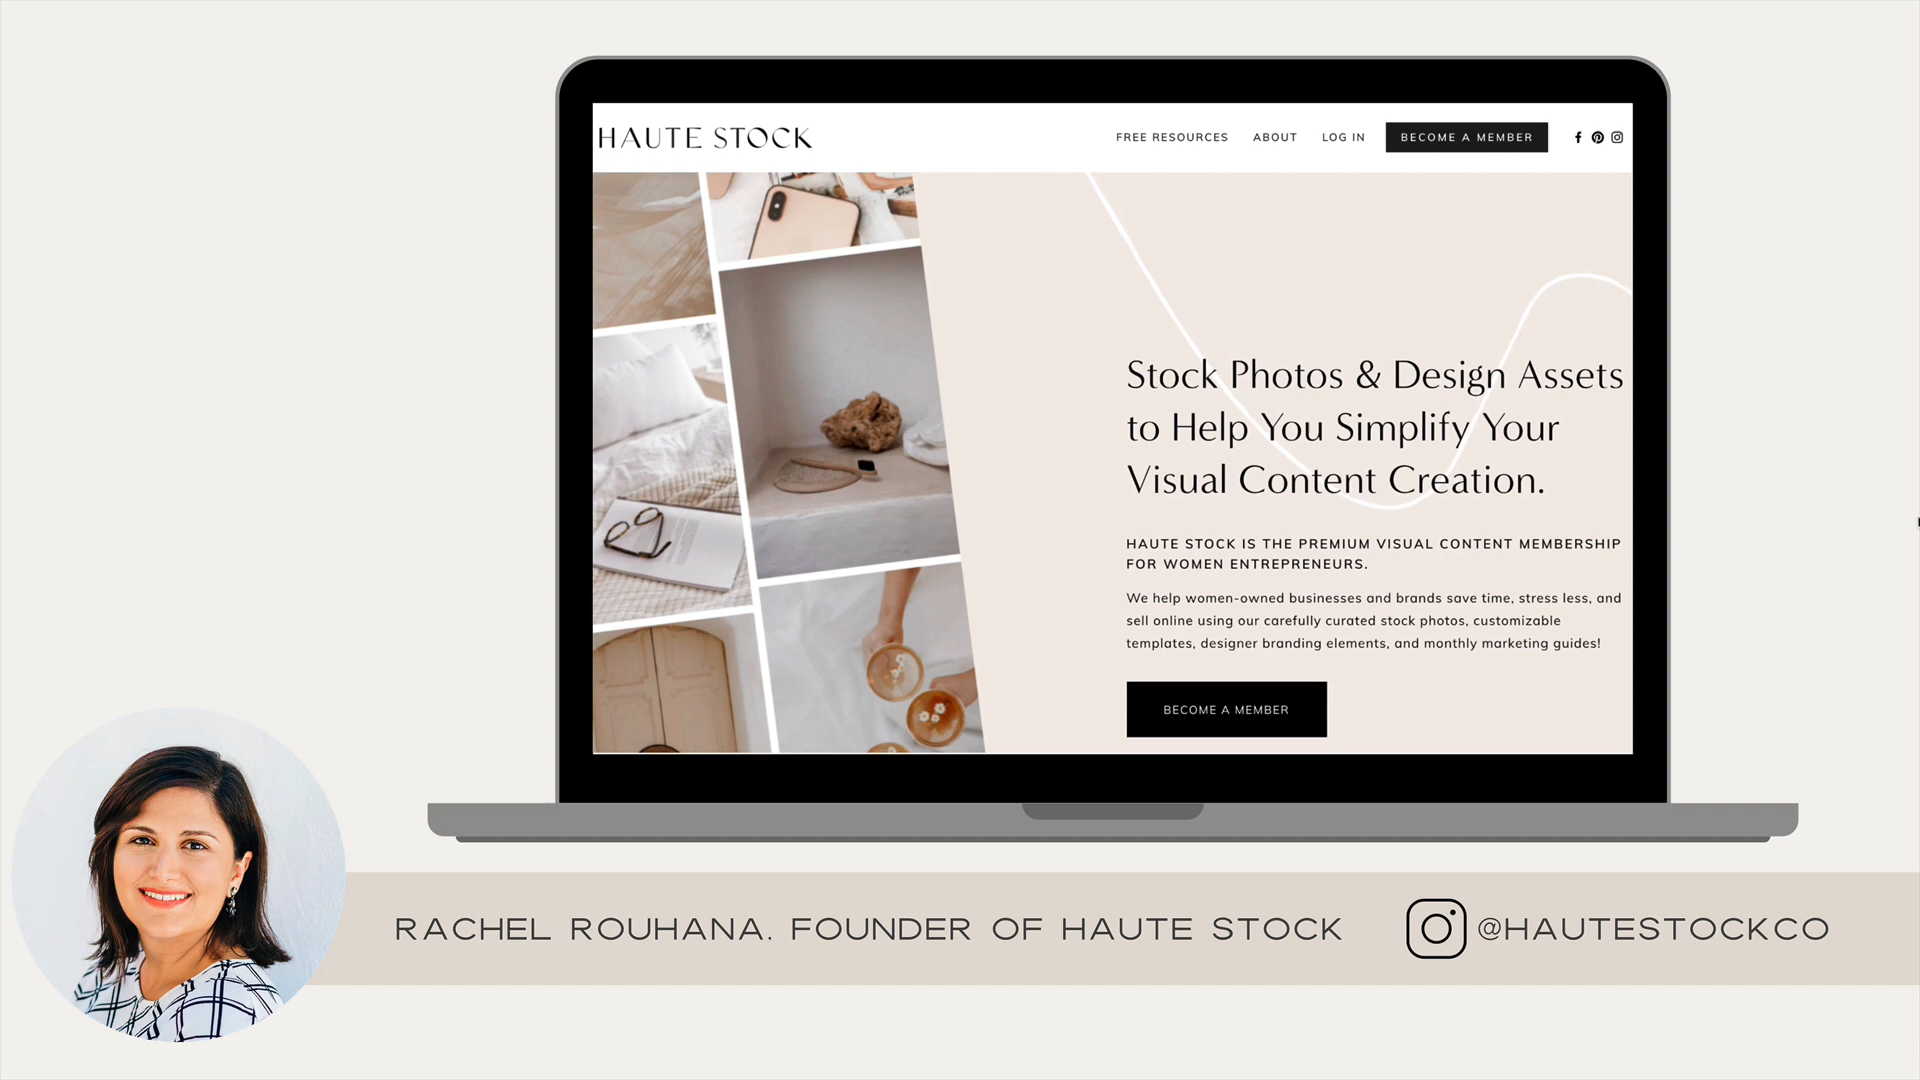 HAUTE STOCK
FREE RESOURCES
ABOUT
LOG IN
BECOME A MEMBER
Stock Photos & Design Assets
to Help You Simplify Your
Visual Content Creation.
HAUTE STOCK IS THE PREMIUM VISUAL CONTENT MEMBERSHIP
FOR WOMEN ENTREPRENEURS.
We help women-owned businesses and brands save time, stress less, and
sell online using our carefully curated stock photos, customizable
templates, designer branding elements, and monthly marketing guides!
BECOME A MEMBER
RACHEL ROUHANA. FOUNDER OF HAUTE STOCK
@HAUTESTOCKCO